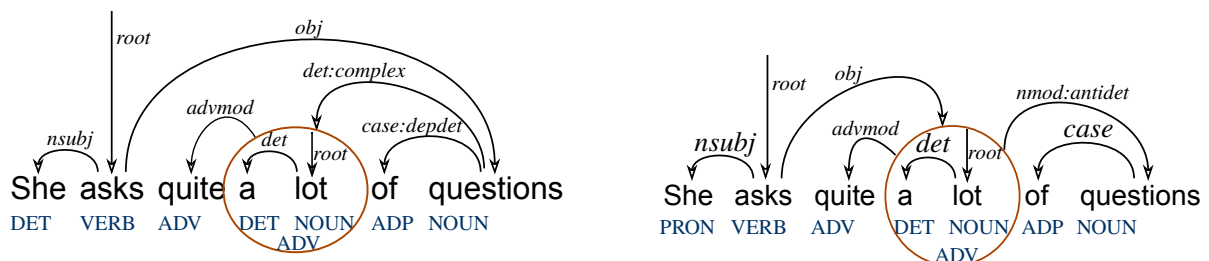 root
obj
det:complex
advmod
nsubj
det
root
case:depdet
She asks quite a lot of questions
DET VERB ADV DET NOUN ADP NOUN
ADV
root
obj
nmod:antidet
advmod
nsubj
det
root
case
She asks quite a lot of questions
PRON VERB ADV DET NOUN ADP NOUN
ADV